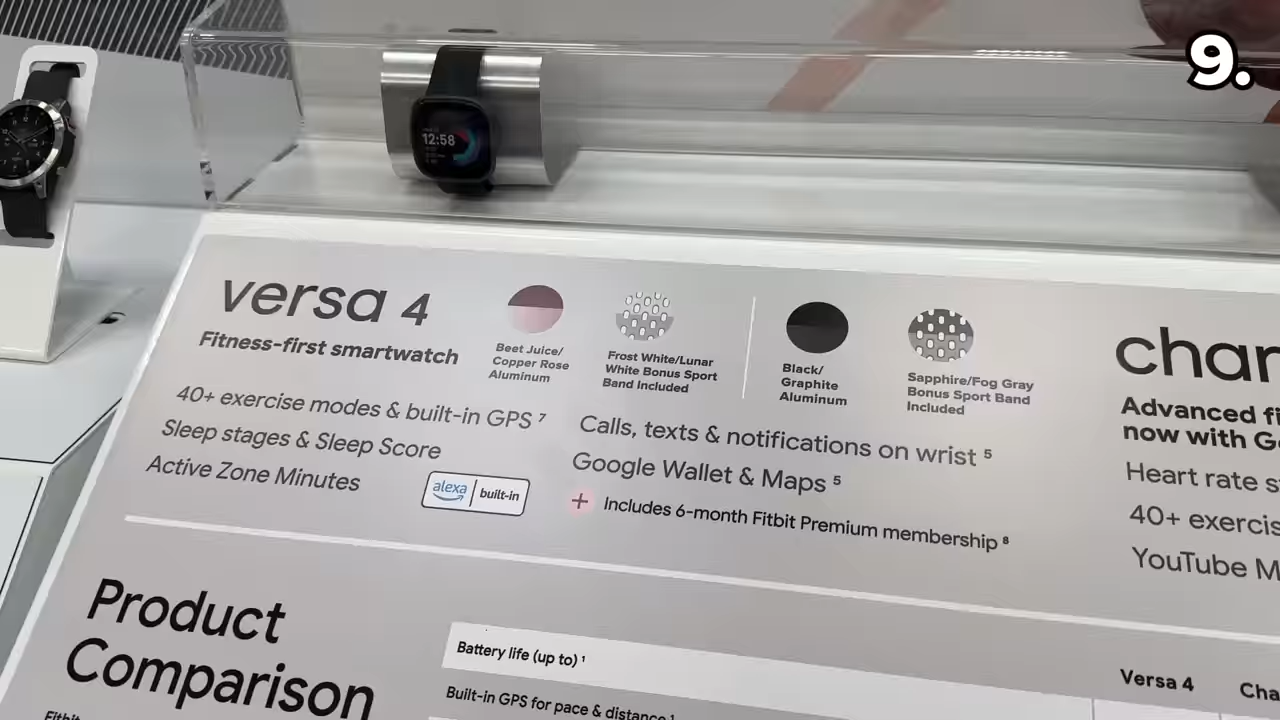 9.
12:58
versa 4
Fitness-first smartwatch
Beet Juice/
Copper Rose
Aluminum
Frost White/Lunar
White Bonus Sport
Band Included
Black/
Graphite
Aluminum
Sapphire/Fog Gray
Bonus Sport Band
Included
40+ exercise modes & built-in GPS 7
Sleep stages & Sleep Score
Active Zone Minutes
alexa built-in
Calls, texts & notifications on wrist 5
Google Wallet & Maps 5
+ Includes 6-month Fitbit Premium membership 8
char
Advanced fi
now with G
Heart rate s
40+ exercis
YouTube M
Product
Comparison
Fitbit
Battery life (up to) 1
Built-in GPS for pace & distance 1
Versa 4
Cha